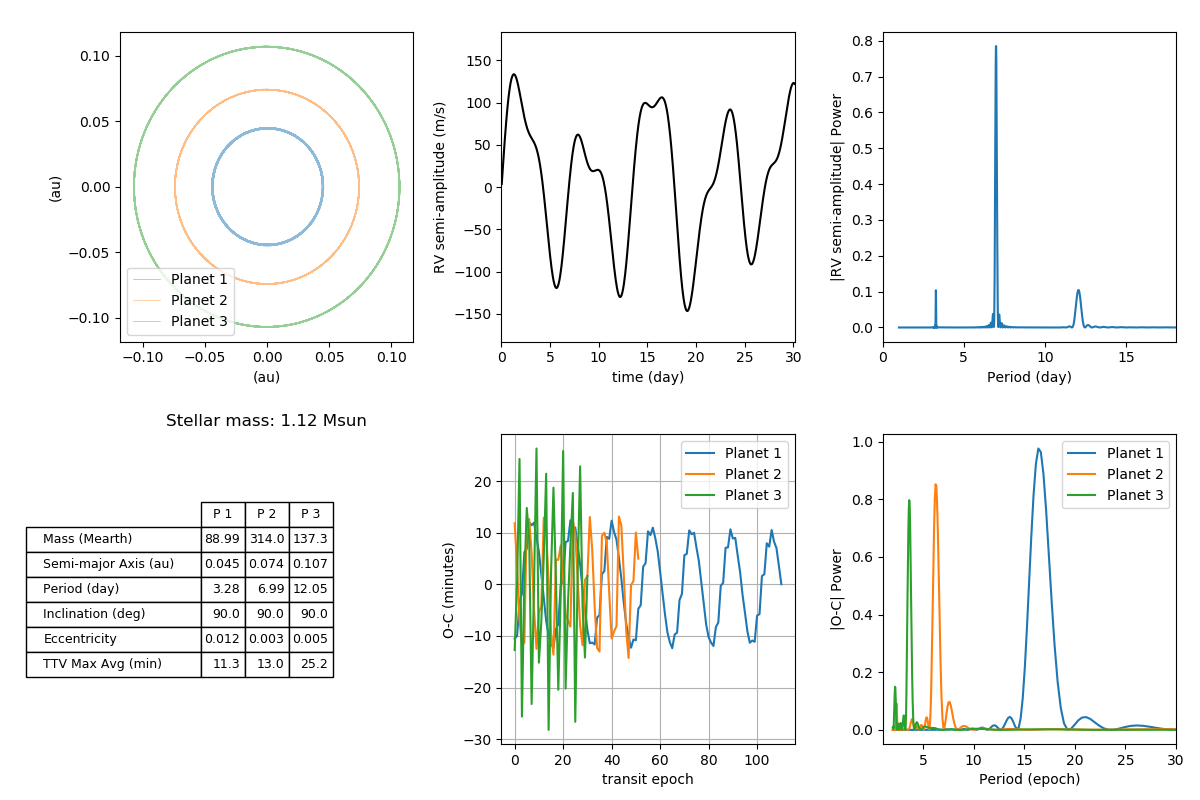 0.10
0.05
0.00
−0.05
−0.10
(au)
Planet 1
Planet 2
Planet 3
−0.10 −0.05 0.00 0.05 0.10
(au)
150
100
50
0
−50
−100
−150
RV semi-amplitude (m/s)
0 5 10 15 20 25 30
time (day)
0.8
0.7
0.6
0.5
0.4
0.3
0.2
0.1
0.0
|RV semi-amplitude| Power
0 5 10 15
Period (day)
Stellar mass: 1.12 Msun
P 1 P 2 P 3
Mass (Mearth) 88.99 314.0 137.3
Semi-major Axis (au) 0.045 0.074 0.107
Period (day) 3.28 6.99 12.05
Inclination (deg) 90.0 90.0 90.0
Eccentricity 0.012 0.003 0.005
TTV Max Avg (min) 11.3 13.0 25.2
20
10
0
−10
−20
−30
O-C (minutes)
Planet 1
Planet 2
Planet 3
0 20 40 60 80 100
transit epoch
1.0
0.8
0.6
0.4
0.2
0.0
|O-C| Power
Planet 1
Planet 2
Planet 3
5 10 15 20 25 30
Period (epoch)